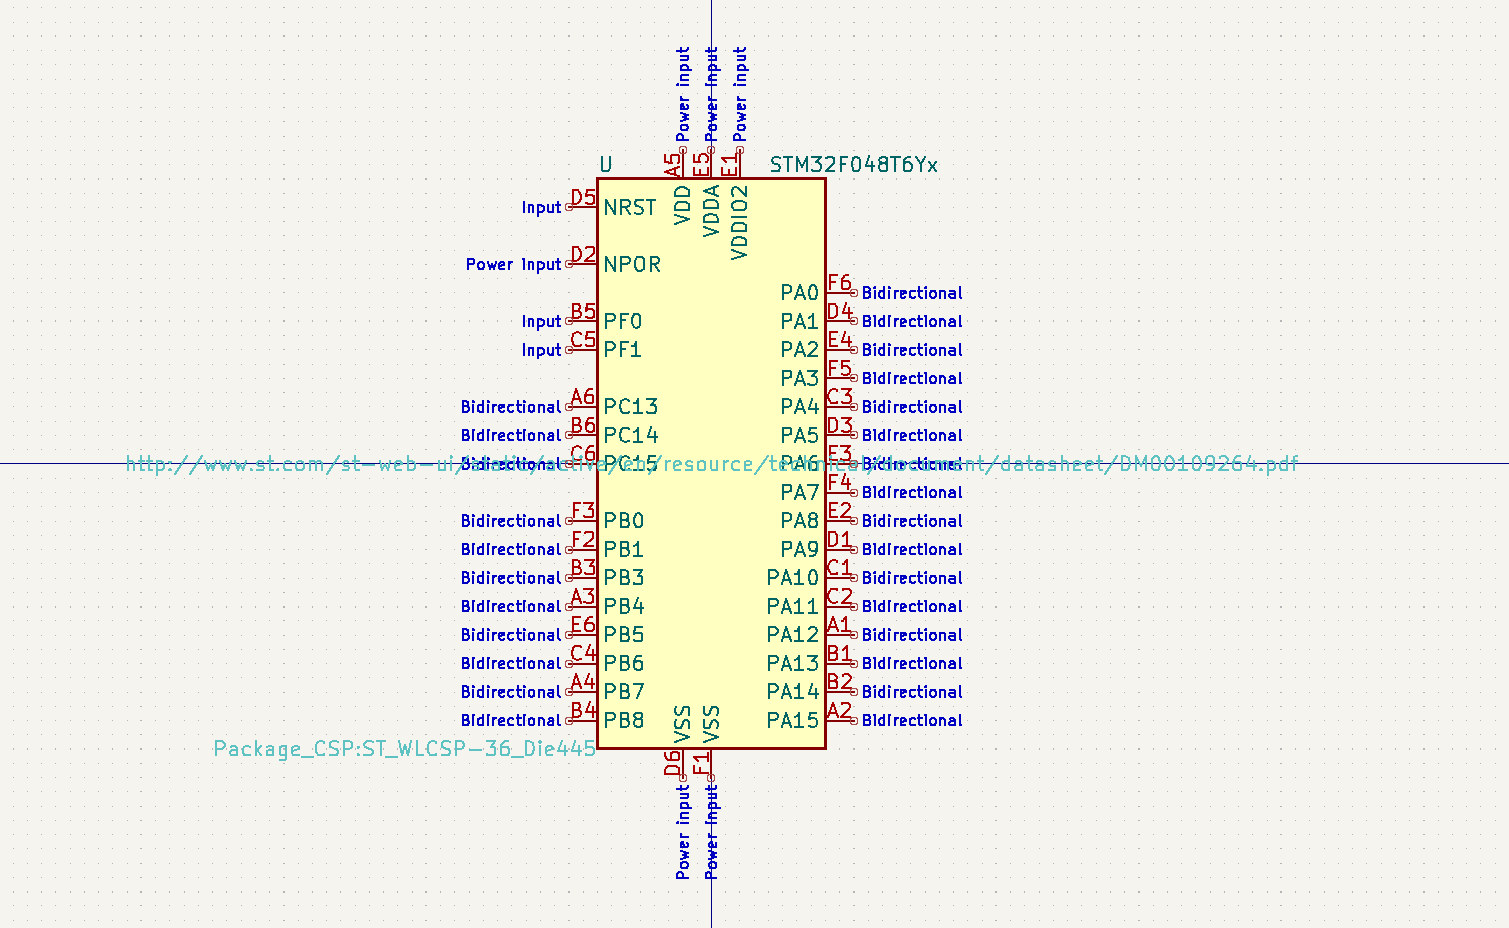 Power input Power input Power input
A5 E5 E1
U STM32F048T6Yx
VDD VDDA VDDIO2
Input D5 NRST
Power input D2 NPOR
PA0 F6 Bidirectional
Input B5 PF0 PA1 D4 Bidirectional
Input C5 PF1 PA2 E4 Bidirectional
PA3 F5 Bidirectional
Bidirectional A6 PC13 PA4 C3 Bidirectional
Bidirectional B6 PC14 PA5 D3 Bidirectional
Bidirectional C6 PC15 PA6 E3 Bidirectional
http://www.st.com/st-web-ui/static/active/en/resource/technical/document/datasheet/DM00109264.pdf
PA7 F4 Bidirectional
Bidirectional F3 PB0 PA8 E2 Bidirectional
Bidirectional F2 PB1 PA9 D1 Bidirectional
Bidirectional B3 PB3 PA10 C1 Bidirectional
Bidirectional A3 PB4 PA11 C2 Bidirectional
Bidirectional E6 PB5 PA12 A1 Bidirectional
Bidirectional C4 PB6 PA13 B1 Bidirectional
Bidirectional A4 PB7 PA14 B2 Bidirectional
Bidirectional B4 PB8 PA15 A2 Bidirectional
VSS VSS
Package_CSP:ST_WLCSP-36_Die445
D6 F1
Power input Power input